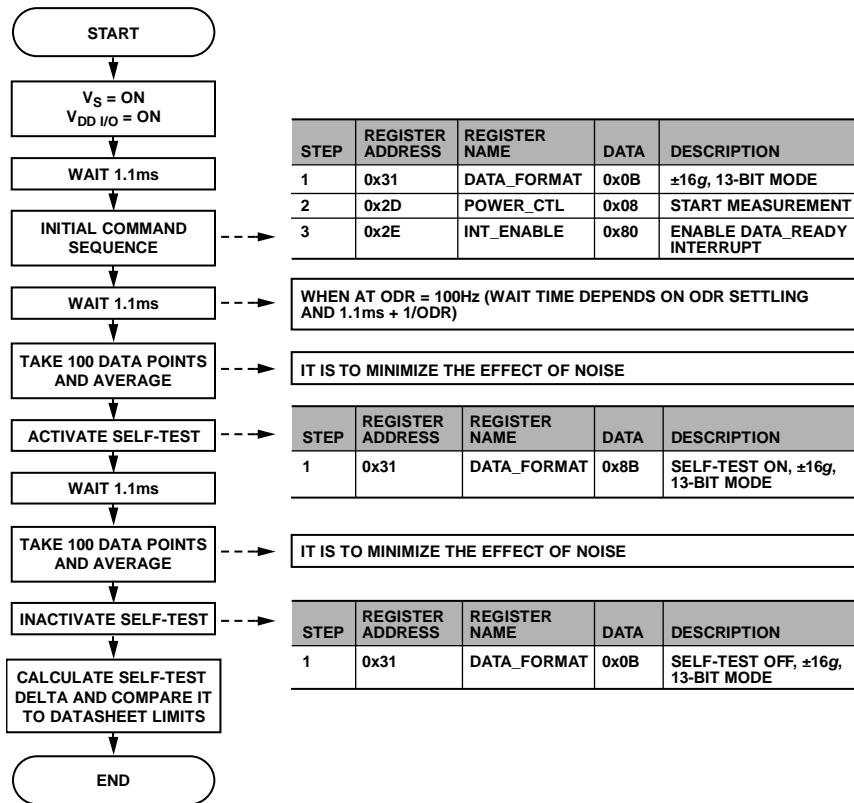 START
V_S = ON
V_DD I/O = ON
WAIT 1.1ms
INITIAL COMMAND
SEQUENCE
STEP REGISTER ADDRESS REGISTER NAME DATA DESCRIPTION
1 0x31 DATA_FORMAT 0x0B ±16g, 13-BIT MODE
2 0x2D POWER_CTL 0x08 START MEASUREMENT
3 0x2E INT_ENABLE 0x80 ENABLE DATA_READY
INTERRUPT
WAIT 1.1ms
WHEN AT ODR = 100Hz (WAIT TIME DEPENDS ON ODR SETTLING
AND 1.1ms + 1/ODR)
TAKE 100 DATA POINTS
AND AVERAGE
IT IS TO MINIMIZE THE EFFECT OF NOISE
ACTIVATE SELF-TEST
STEP REGISTER ADDRESS REGISTER NAME DATA DESCRIPTION
1 0x31 DATA_FORMAT 0x8B SELF-TEST ON, ±16g,
13-BIT MODE
WAIT 1.1ms
TAKE 100 DATA POINTS
AND AVERAGE
IT IS TO MINIMIZE THE EFFECT OF NOISE
INACTIVATE SELF-TEST
STEP REGISTER ADDRESS REGISTER NAME DATA DESCRIPTION
1 0x31 DATA_FORMAT 0x0B SELF-TEST OFF, ±16g,
13-BIT MODE
CALCULATE SELF-TEST
DELTA AND COMPARE IT
TO DATASHEET LIMITS
END